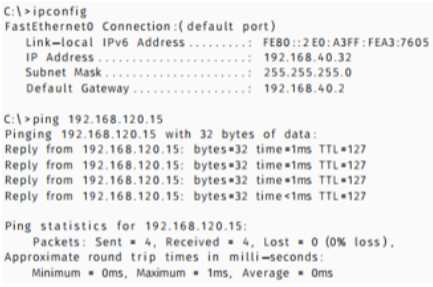 C:\>ipconfig
FastEthernet0 Connection:(default port)
Link-local IPv6 Address.........: FE80::2E0:A3FF:FEA3:7605
IP Address......................: 192.168.40.32
Subnet Mask.....................: 255.255.255.0
Default Gateway.................: 192.168.40.2
C:\>ping 192.168.120.15
Pinging 192.168.120.15 with 32 bytes of data:
Reply from 192.168.120.15: bytes=32 time=1ms TTL=127
Reply from 192.168.120.15: bytes=32 time=1ms TTL=127
Reply from 192.168.120.15: bytes=32 time=1ms TTL=127
Reply from 192.168.120.15: bytes=32 time<1ms TTL=127
Ping statistics for 192.168.120.15:
Packets: Sent = 4, Received = 4, Lost = 0 (0% loss),
Approximate round trip times in milli-seconds:
Minimum = 0ms, Maximum = 1ms, Average = 0ms